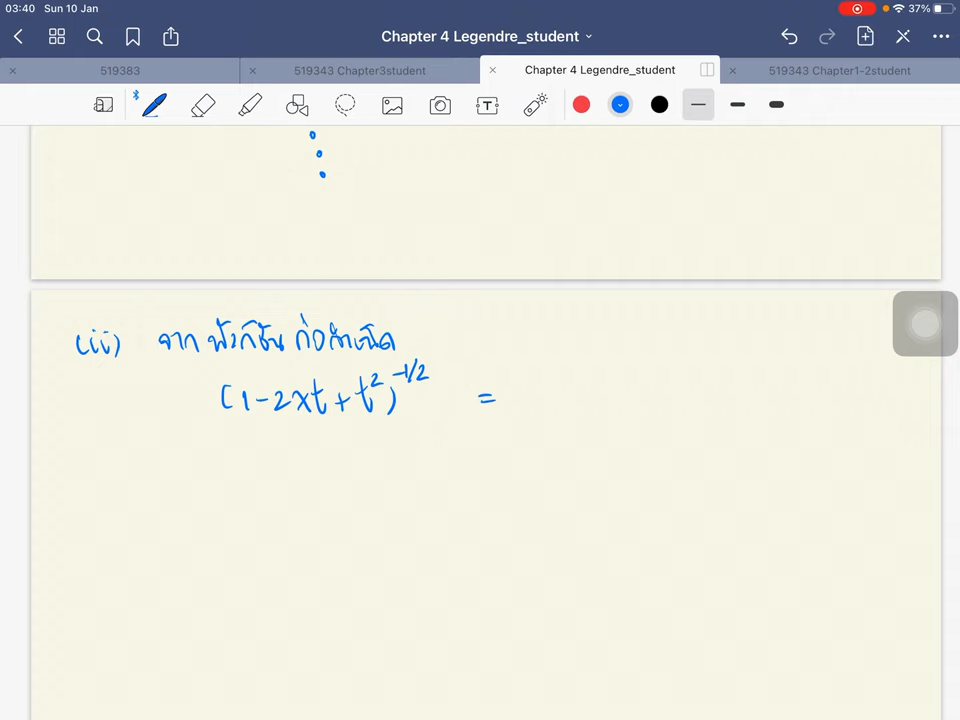 03:40 Sun 10 Jan 37%
Chapter 4 Legendre_student
519383 519343 Chapter3student Chapter 4 Legendre_student 519343 Chapter1-2student
(ii) จาก ฟังก์ชัน ก่อกำเนิด
(1-2xt+t²)^-1/2 =